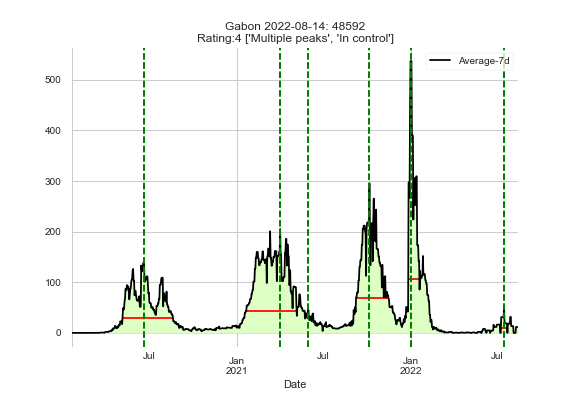 Gabon 2022-08-14: 48592
Rating:4 ['Multiple peaks', 'In control']
Average-7d
500
400
300
200
100
0
Jul
Jan
2021
Jul
Jan
2022
Jul
Date